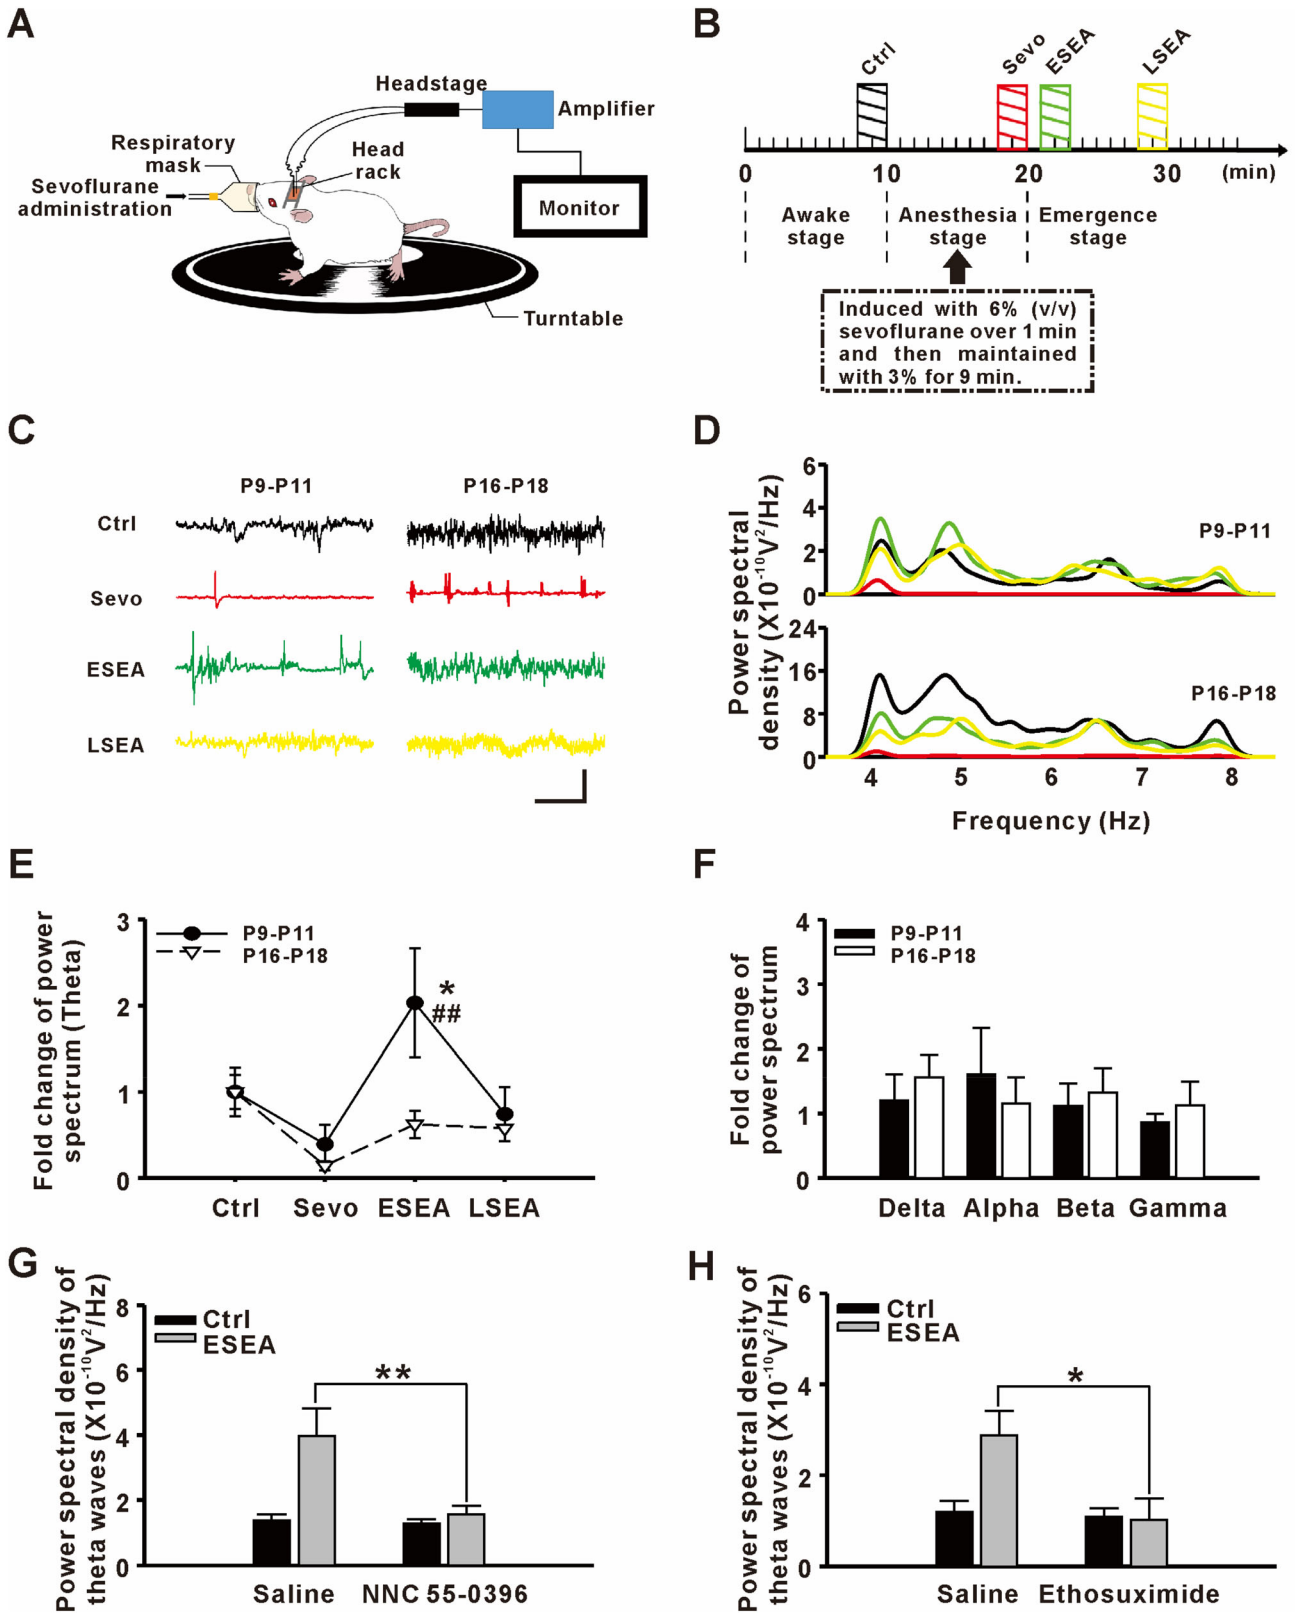 A
Headstage
Amplifier
Respiratory
mask
Head
rack
Sevoflurane
administration
Monitor
Turntable
B
Ctrl
Sevo
ESEA
LSEA
0
10
20
30
(min)
Awake
stage
Anesthesia
stage
Emergence
stage
Induced with 6% (v/v)
sevoflurane over 1 min
and then maintained
with 3% for 9 min.
C
P9-P11
P16-P18
Ctrl
Sevo
ESEA
LSEA
D
Power spectral
density (X10-10V2/Hz)
6
4
2
0
P9-P11
24
16
8
0
P16-P18
4
5
6
7
8
Frequency (Hz)
E
Fold change of power
spectrum (Theta)
3
2
1
0
P9-P11
P16-P18
*
##
Ctrl
Sevo
ESEA
LSEA
F
Fold change of
power spectrum
4
3
2
1
0
P9-P11
P16-P18
Delta
Alpha
Beta
Gamma
G
Power spectral density of
theta waves (X10-10V2/Hz)
8
6
4
2
0
Ctrl
ESEA
**
Saline
NNC 55-0396
H
Power spectral density of
theta waves (X10-10V2/Hz)
6
4
2
0
Ctrl
ESEA
*
Saline
Ethosuximide